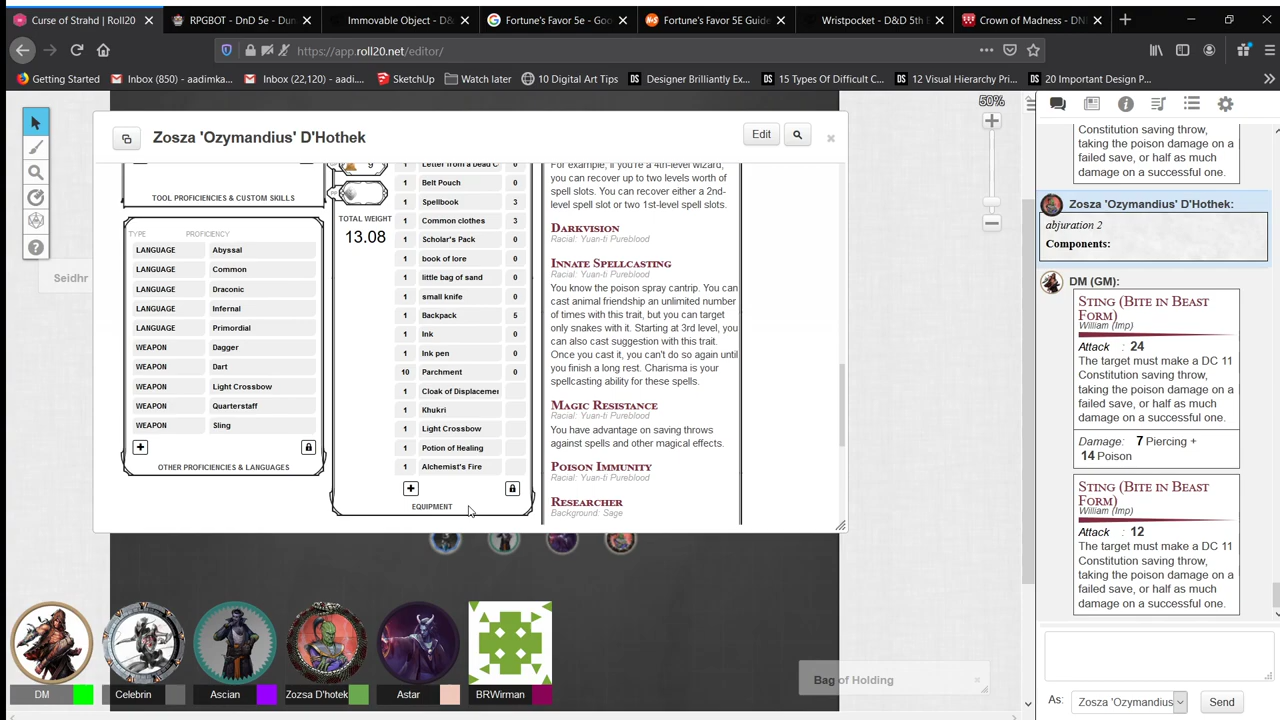 Curse of Strahd | Roll20
RPGBOT - DnD 5e - Dun
Immovable Object - D&
Fortune's Favor 5e - Goo
Fortune's Favor 5E Guide
Wristpocket - D&D 5th E
Crown of Madness - DN
https://app.roll20.net/editor/
Getting Started
Inbox (850) - aadimka...
Inbox (22,120) - aadi...
SketchUp
Watch later
10 Digital Art Tips
Designer Brilliantly Ex...
15 Types Of Difficult C...
12 Visual Hierarchy Pri...
20 Important Design P...
50%
Zosza 'Ozymandius' D'Hothek
Edit
TOOL PROFICIENCIES & CUSTOM SKILLS
TYPE PROFICIENCY
LANGUAGE Abyssal
LANGUAGE Common
LANGUAGE Draconic
LANGUAGE Infernal
LANGUAGE Primordial
WEAPON Dagger
WEAPON Dart
WEAPON Light Crossbow
WEAPON Quarterstaff
WEAPON Sling
OTHER PROFICIENCIES & LANGUAGES
9
TOTAL WEIGHT
13.08
1 Letter from a dead C 0
1 Belt Pouch 0
1 Spellbook 3
1 Common clothes 3
1 Scholar's Pack 0
1 book of lore 0
1 little bag of sand 0
1 small knife 0
1 Backpack 5
1 Ink 0
1 Ink pen 0
10 Parchment 0
1 Cloak of Displacemen
1 Khukri
1 Light Crossbow
1 Potion of Healing
1 Alchemist's Fire
EQUIPMENT
For example, if you're a 4th-level wizard,
you can recover up to two levels worth of
spell slots. You can recover either a 2nd-
level spell slot or two 1st-level spell slots.
DARKVISION
Racial: Yuan-ti Pureblood
INNATE SPELLCASTING
Racial: Yuan-ti Pureblood
You know the poison spray cantrip. You can
cast animal friendship an unlimited number
of times with this trait, but you can target
only snakes with it. Starting at 3rd level, you
can also cast suggestion with this trait.
Once you cast it, you can't do so again until
you finish a long rest. Charisma is your
spellcasting ability for these spells.
MAGIC RESISTANCE
Racial: Yuan-ti Pureblood
You have advantage on saving throws
against spells and other magical effects.
POISON IMMUNITY
Racial: Yuan-ti Pureblood
RESEARCHER
Background: Sage
Seidhr
Bag of Holding
DM
Celebrin
Ascian
Zozsa D'hotek
Astar
BRWirman
Constitution saving throw,
taking the poison damage on a
failed save, or half as much
damage on a successful one.
Zosza 'Ozymandius' D'Hothek:
abjuration 2
Components:
DM (GM):
STING (BITE IN BEAST
FORM)
William (Imp)
Attack : 24
The target must make a DC 11
Constitution saving throw,
taking the poison damage on a
failed save, or half as much
damage on a successful one.
Damage: 7 Piercing +
14 Poison
STING (BITE IN BEAST
FORM)
William (Imp)
Attack : 12
The target must make a DC 11
Constitution saving throw,
taking the poison damage on a
failed save, or half as much
damage on a successful one.
As: Zosza 'Ozymandius
Send